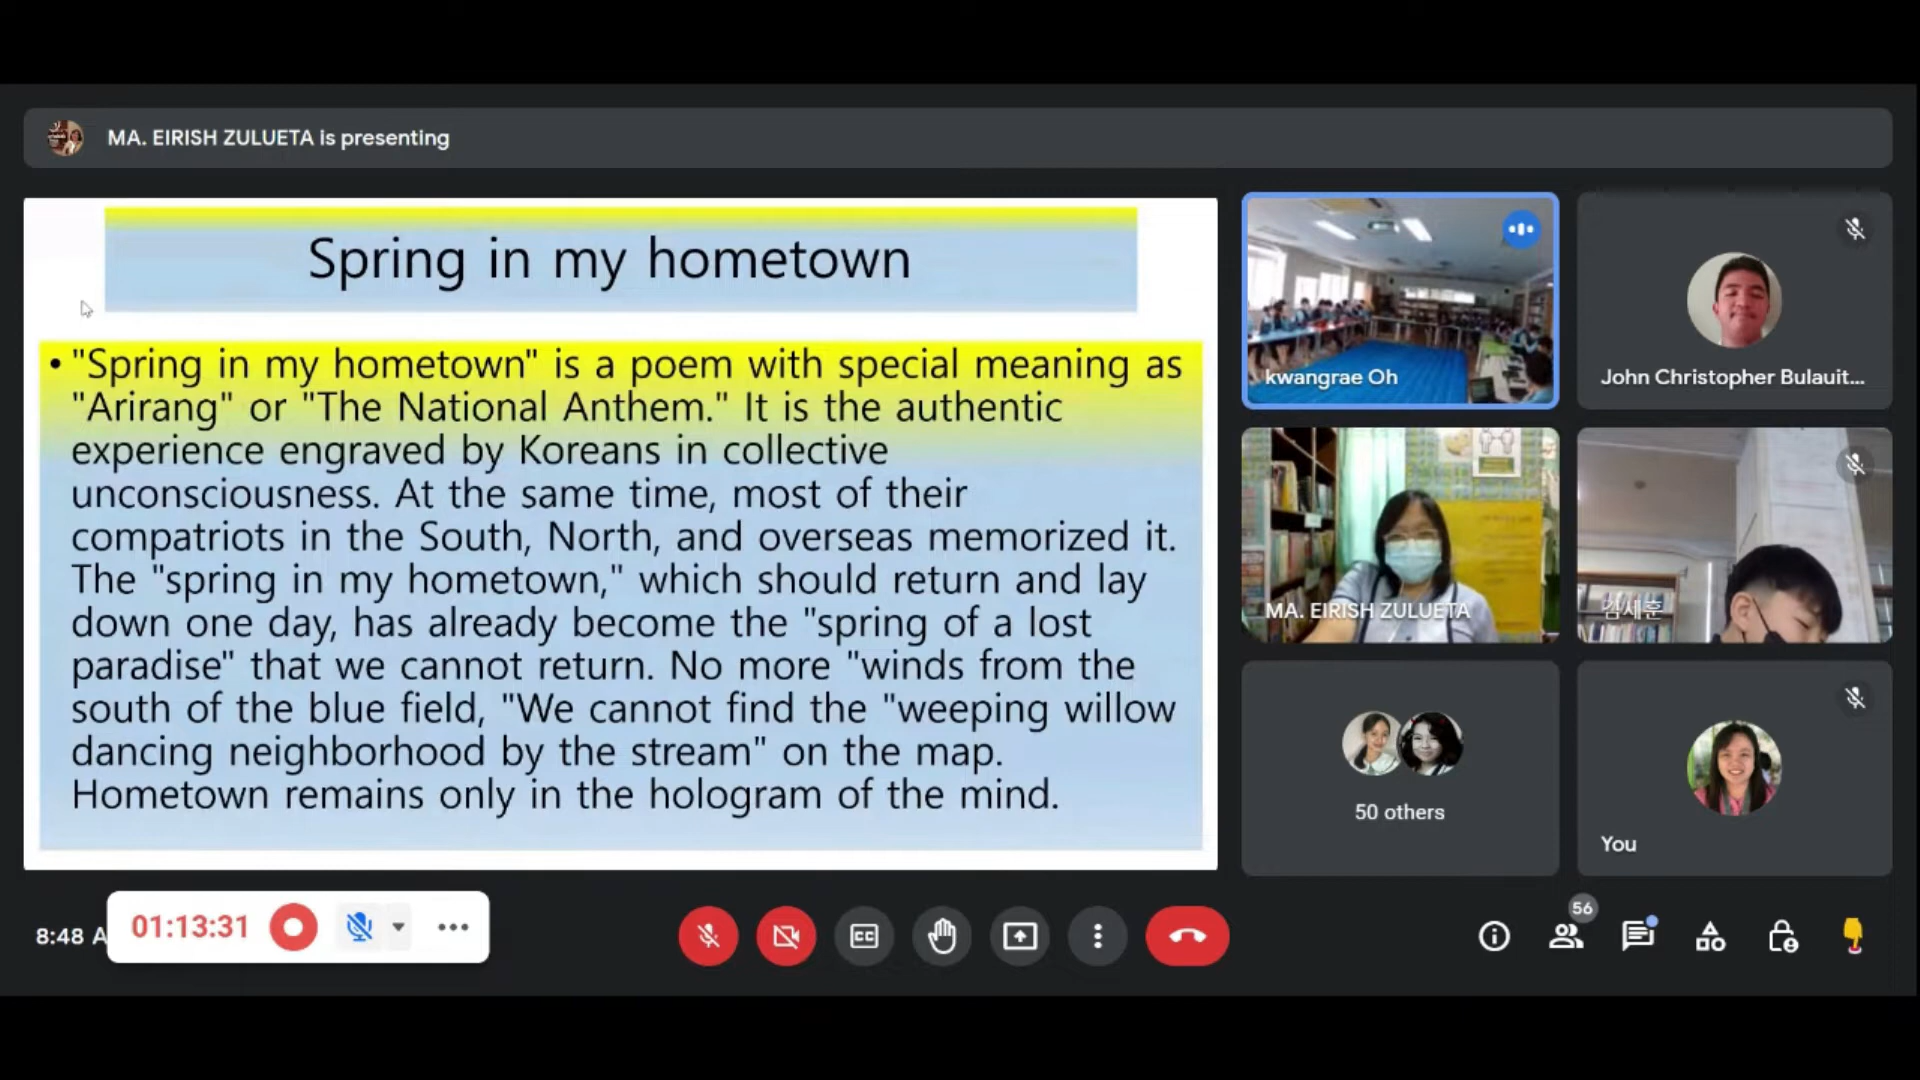 MA. EIRISH ZULUETA is presenting
Spring in my hometown
• "Spring in my hometown" is a poem with special meaning as
"Arirang" or "The National Anthem." It is the authentic
experience engraved by Koreans in collective
unconsciousness. At the same time, most of their
compatriots in the South, North, and overseas memorized it.
The "spring in my hometown," which should return and lay
down one day, has already become the "spring of a lost
paradise" that we cannot return. No more "winds from the
south of the blue field, "We cannot find the "weeping willow
dancing neighborhood by the stream" on the map.
Hometown remains only in the hologram of the mind.
kwangrae Oh
John Christopher Bulauit...
MA. EIRISH ZULUETA
김세훈
50 others
You
8:48 A
01:13:31
CC
56